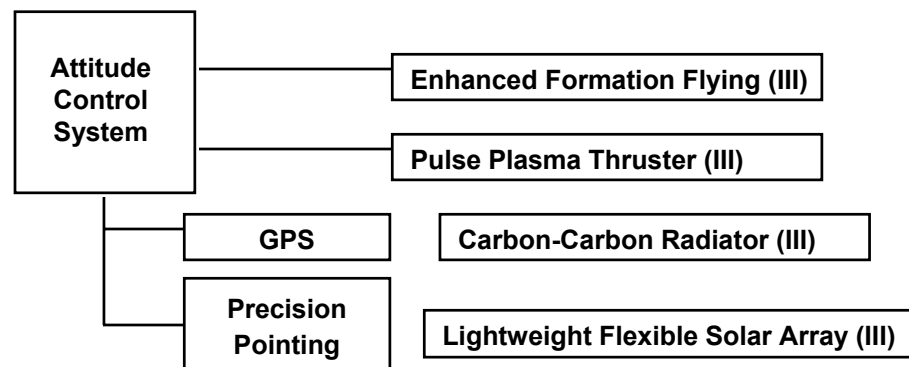 Attitude
Control
System
Enhanced Formation Flying (III)
Pulse Plasma Thruster (III)
GPS
Carbon-Carbon Radiator (III)
Precision
Pointing
Lightweight Flexible Solar Array (III)